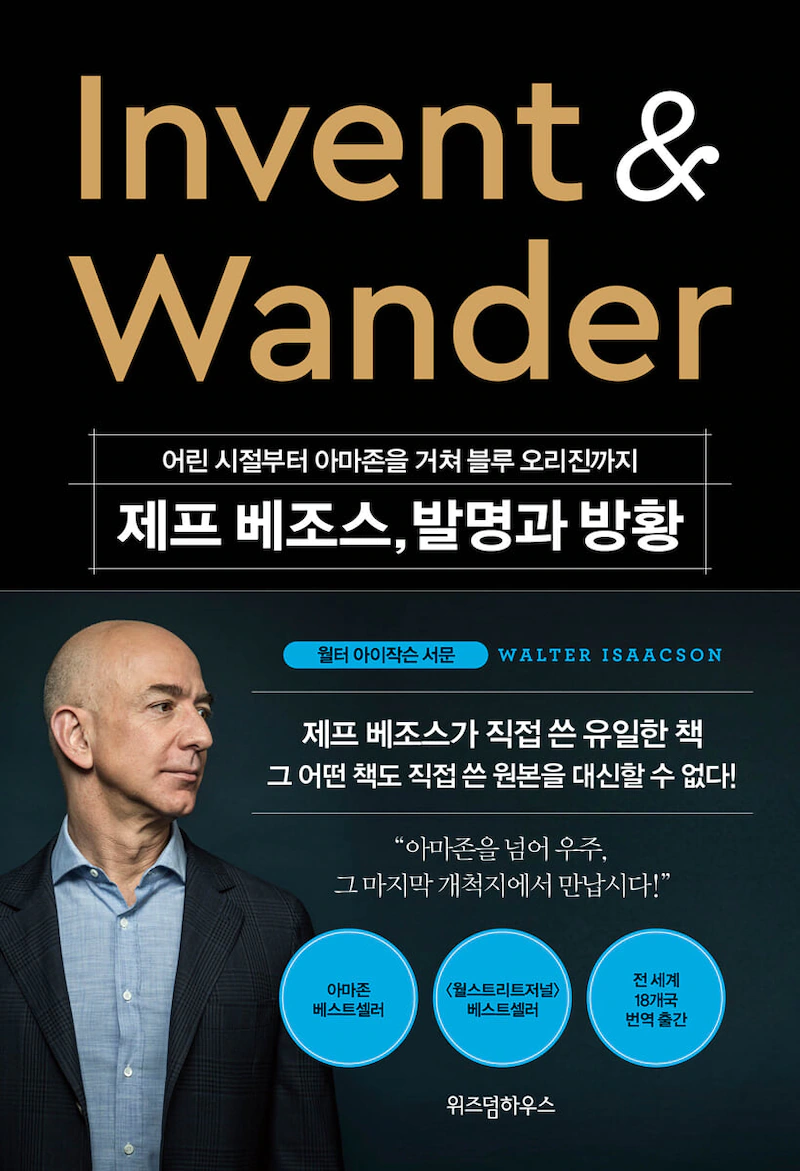 Invent &
Wander
어린 시절부터 아마존을 거쳐 블루 오리진까지
제프 베조스, 발명과 방황
월터 아이작슨 서문 WALTER ISAACSON
제프 베조스가 직접 쓴 유일한 책
그 어떤 책도 직접 쓴 원본을 대신할 수 없다!
“아마존을 넘어 우주,
그 마지막 개척지에서 만납시다!”
아마존
베스트셀러
〈월스트리트저널〉
베스트셀러
전 세계
18개국
번역 출간
위즈덤하우스